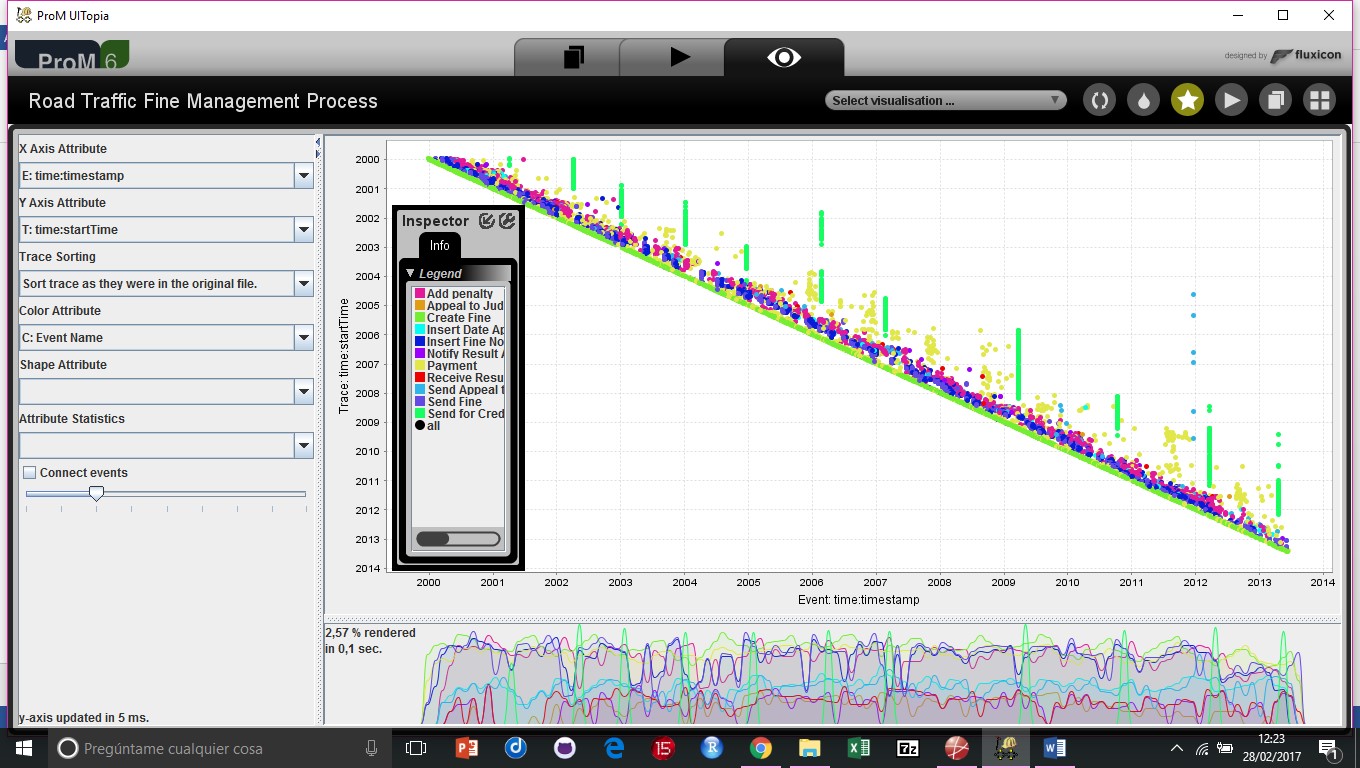 ProM UITopia
ProM 6
designed by fluxicon
Road Traffic Fine Management Process
Select visualisation ...
X Axis Attribute
E: time:timestamp
Y Axis Attribute
T: time:startTime
Trace Sorting
Sort trace as they were in the original file.
Color Attribute
C: Event Name
Shape Attribute
Attribute Statistics
Connect events
y-axis updated in 5 ms.
Trace: time:startTime
2000
2001
2002
2003
2004
2005
2006
2007
2008
2009
2010
2011
2012
2013
2014
Inspector
Info
Legend
Add penalty
Appeal to Jud
Create Fine
Insert Date Ap
Insert Fine No
Notify Result A
Payment
Receive Resu
Send Appeal t
Send Fine
Send for Cred
all
2000 2001 2002 2003 2004 2005 2006 2007 2008 2009 2010 2011 2012 2013 2014
Event: time:timestamp
2,57 % rendered
in 0,1 sec.
Pregúntame cualquier cosa
15
R
7z
12:23
28/02/2017
1